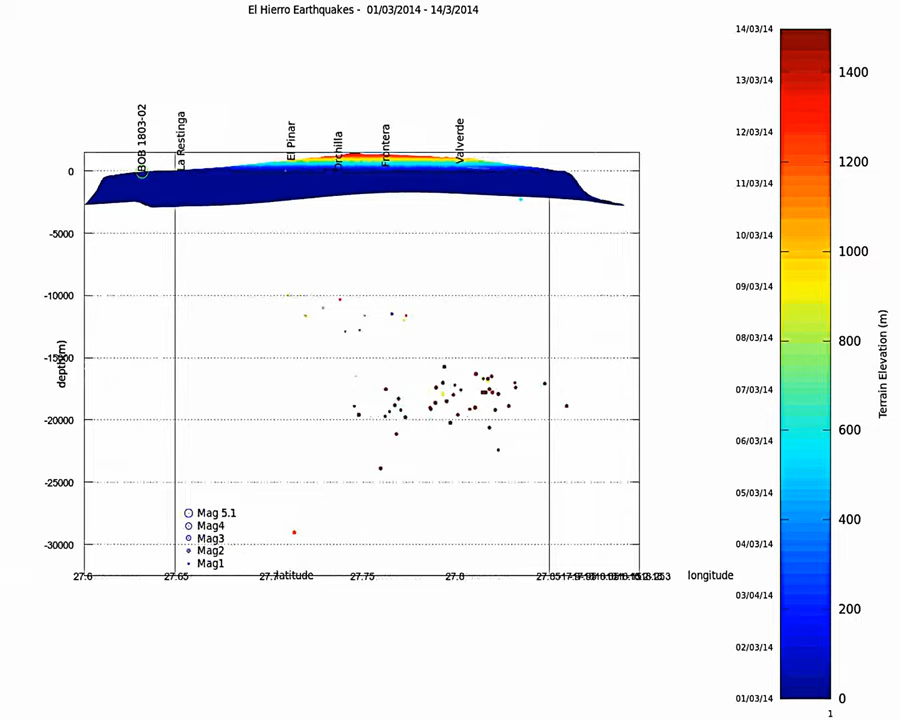 El Hierro Earthquakes - 01/03/2014 - 14/3/2014
BOB 1803-02
La Restinga
El Pinar
Orchilla
Frontera
Valverde
0
-5000
-10000
-15000
-20000
-25000
-30000
depth(m)
Mag 5.1
Mag4
Mag3
Mag2
Mag1
27.6
27.65
27.7
latitude
27.75
27.8
27.85
longitude
14/03/14
13/03/14
12/03/14
11/03/14
10/03/14
09/03/14
08/03/14
07/03/14
06/03/14
05/03/14
04/03/14
03/04/14
02/03/14
01/03/14
1400
1200
1000
800
600
400
200
0
Terrain Elevation (m)
1